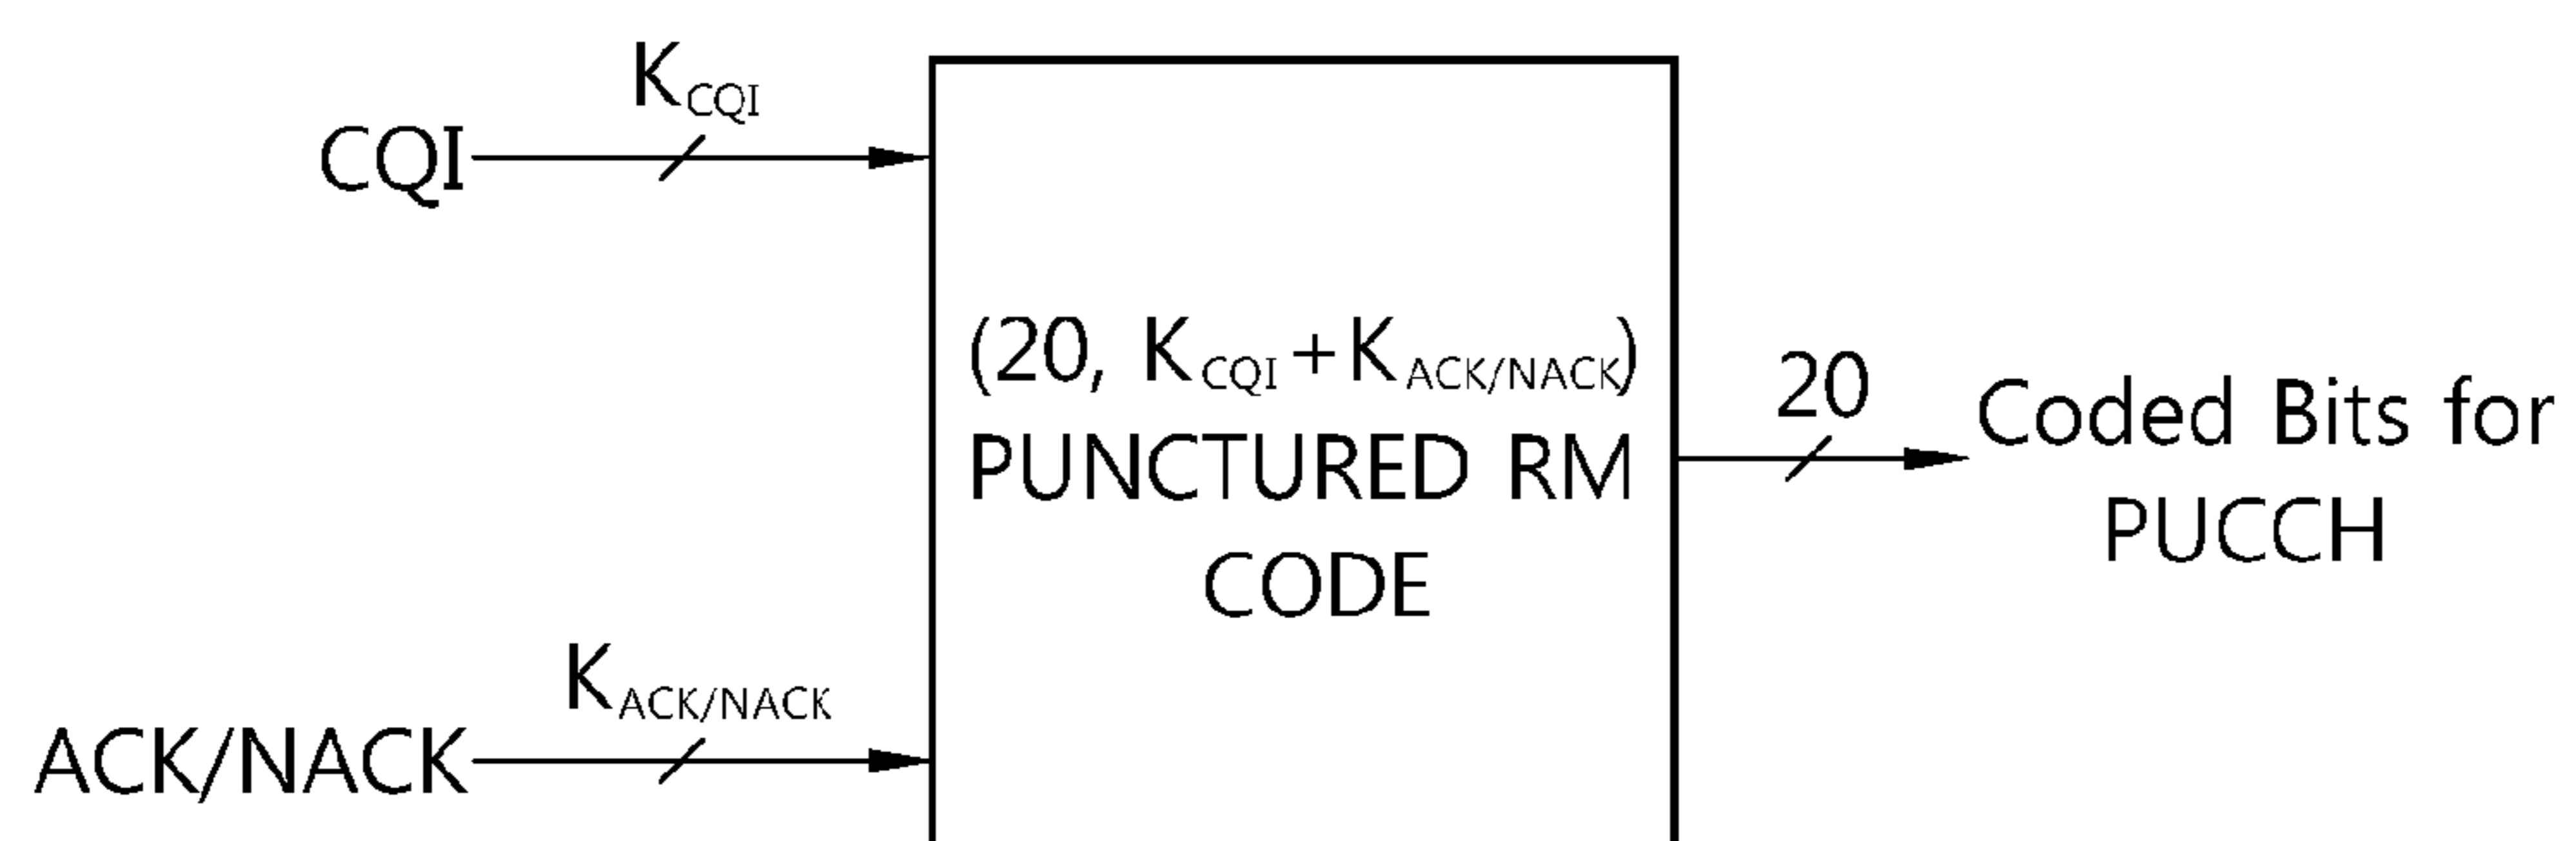 K_CQI
CQI
(20, K_CQI+K_ACK/NACK)
PUNCTURED RM
CODE
20
Coded Bits for
PUCCH
K_ACK/NACK
ACK/NACK